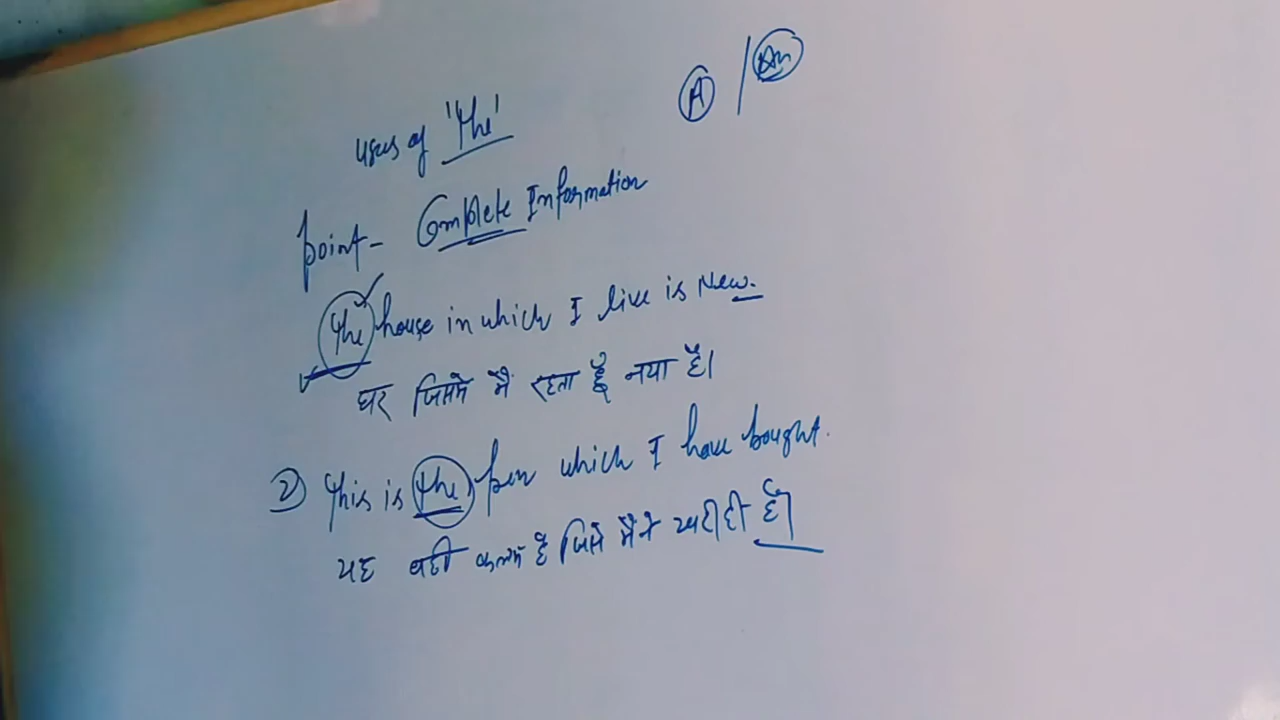 A / An
uses of 'the'
point- Complete Information
the house in which I live is New.
घर जिसमे मैं रहता हूँ नया है।
2) This is the pen which I have bought.
यह वही कलम है जिसे मैंने खरीदी है।